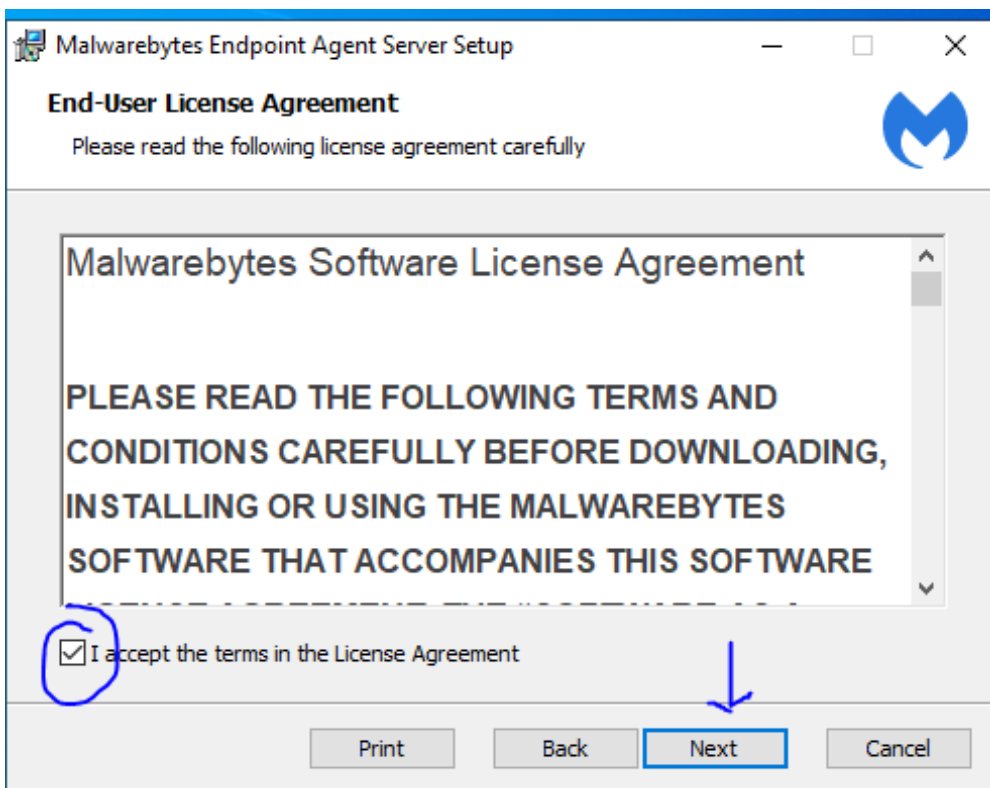 Malwarebytes Endpoint Agent Server Setup
End-User License Agreement
Please read the following license agreement carefully
Malwarebytes Software License Agreement
PLEASE READ THE FOLLOWING TERMS AND
CONDITIONS CAREFULLY BEFORE DOWNLOADING,
INSTALLING OR USING THE MALWAREBYTES
SOFTWARE THAT ACCOMPANIES THIS SOFTWARE
I accept the terms in the License Agreement
Print Back Next Cancel